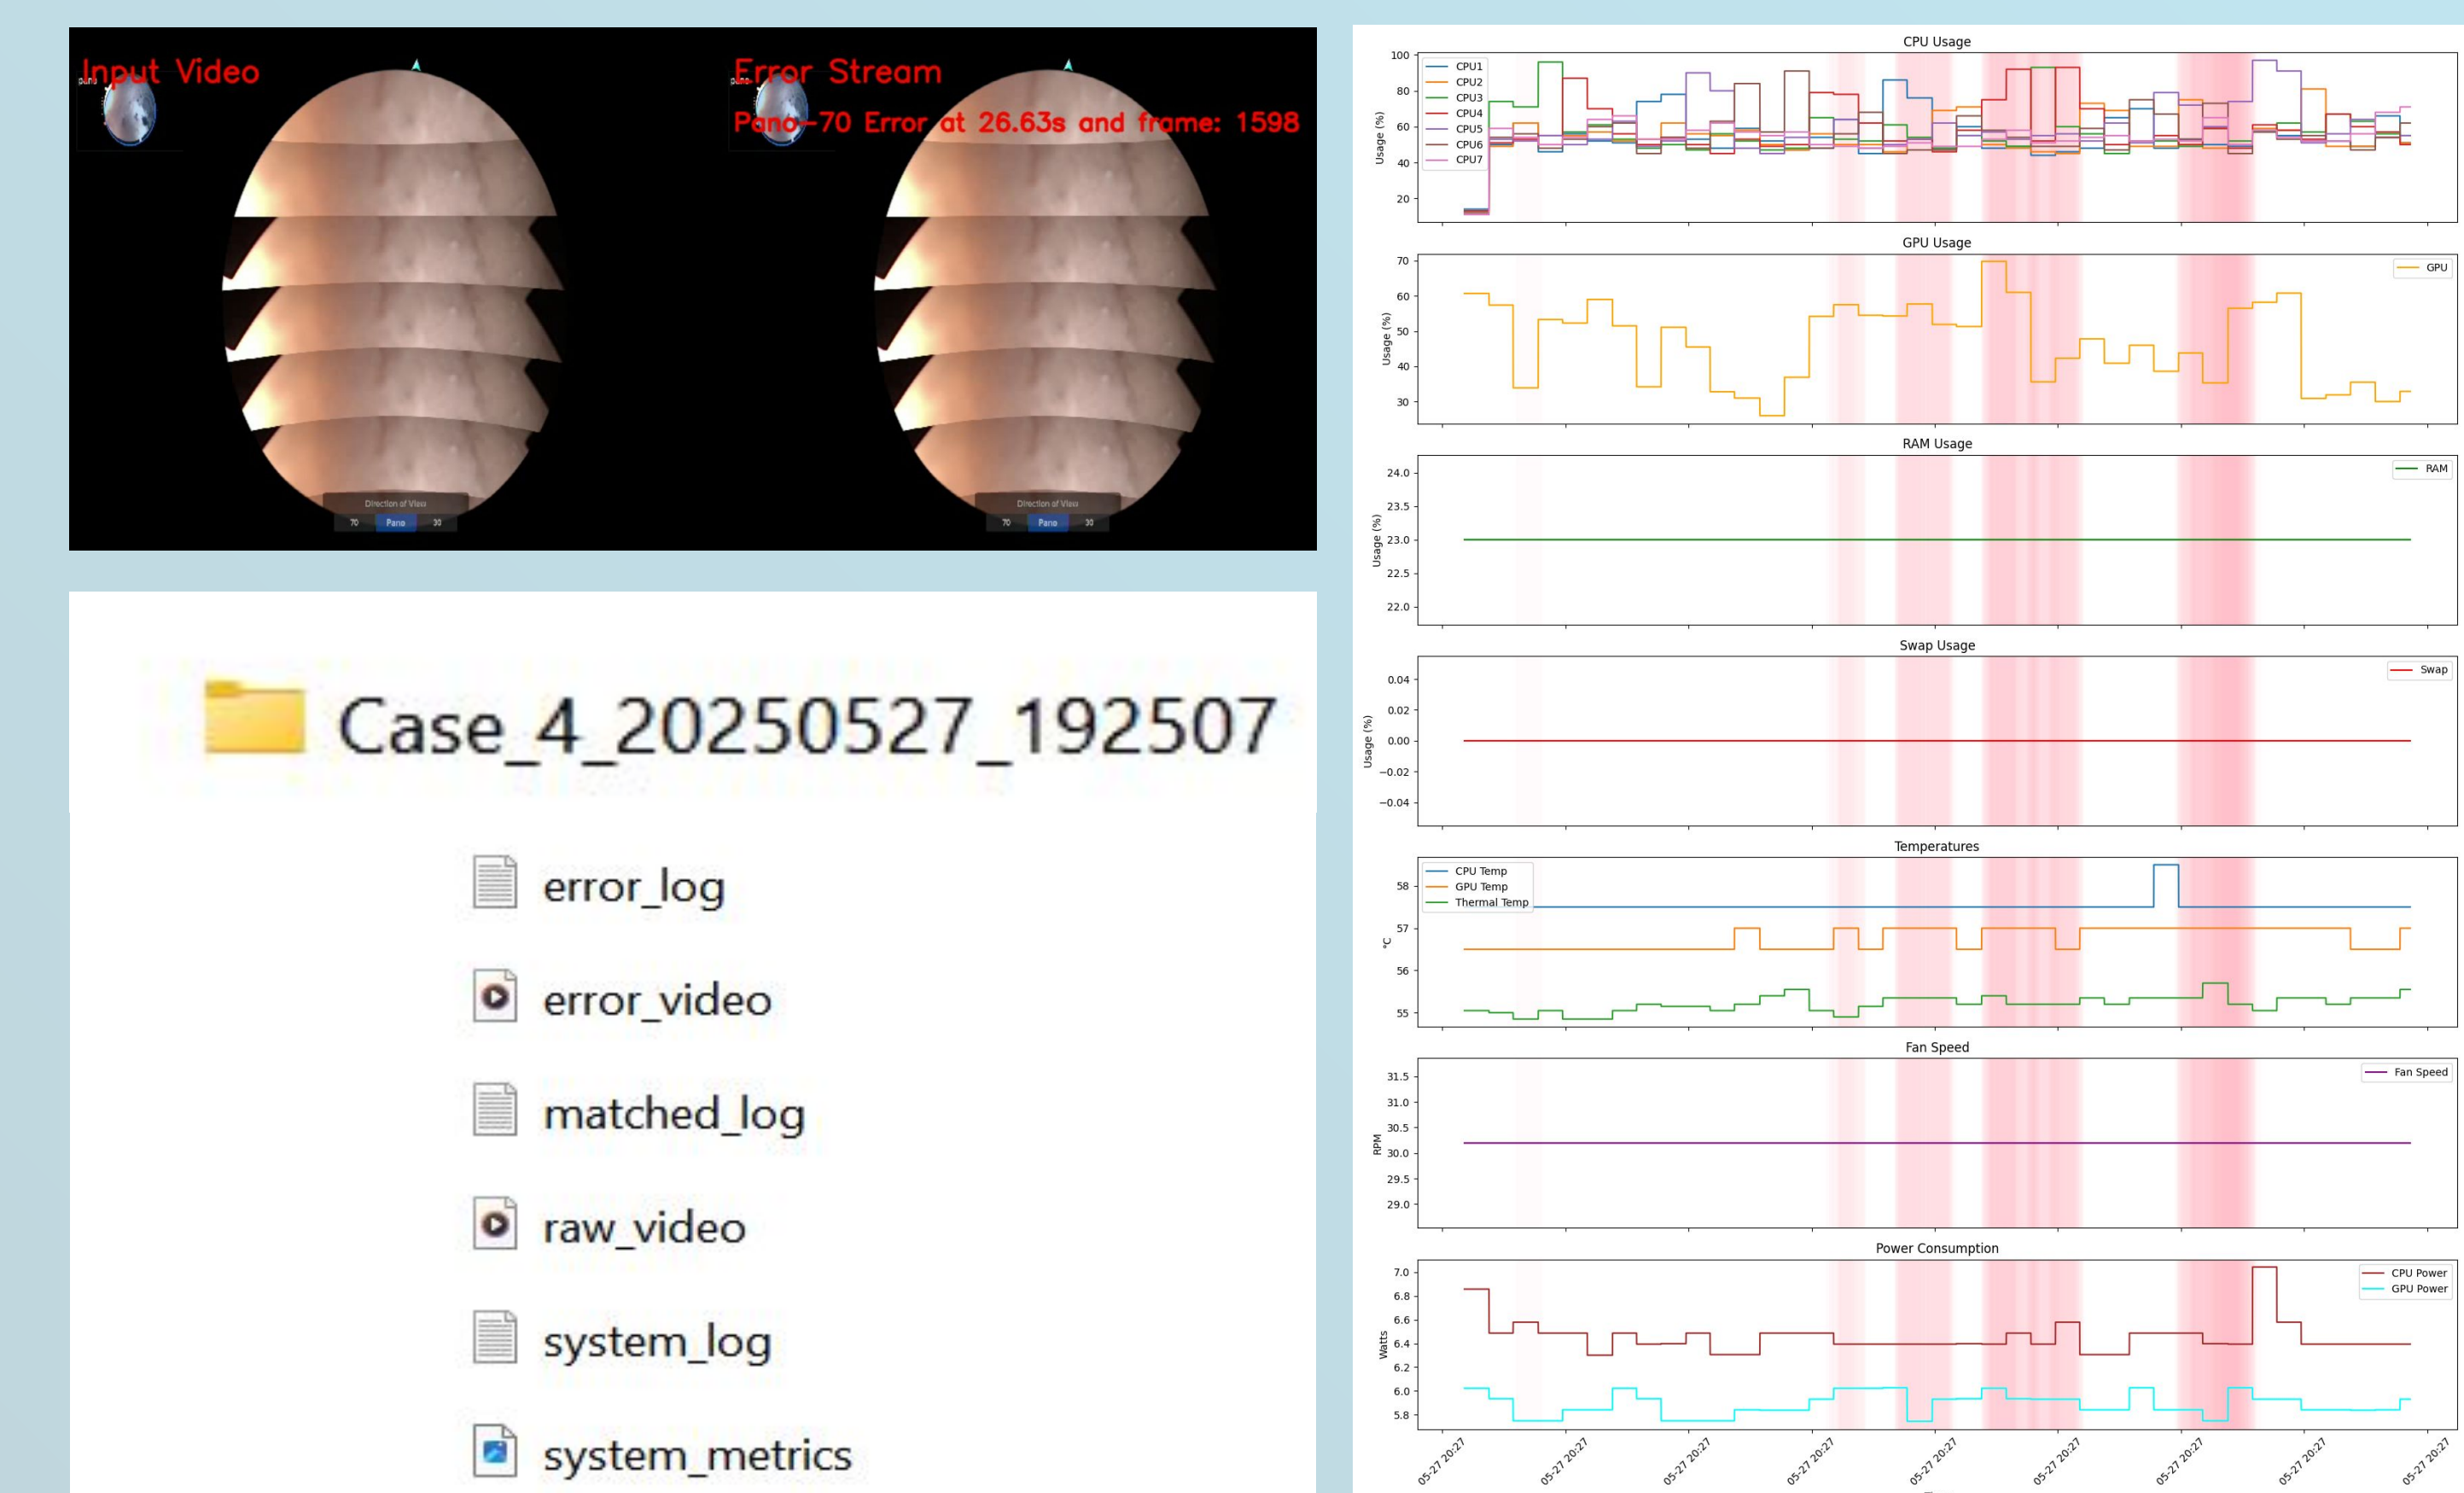 Input Video
pano
Error Stream
pano
Pano-70 Error at 26.63s and frame: 1598
Direction of View
70 Pano 30
Direction of View
70 Pano 30
Case_4_20250527_192507
error_log
error_video
matched_log
raw_video
system_log
system_metrics
CPU Usage
100
80
60
40
20
Usage (%)
CPU1
CPU2
CPU3
CPU4
CPU5
CPU6
CPU7
GPU Usage
70
60
50
40
30
Usage (%)
GPU
RAM Usage
24.0
23.5
23.0
22.5
22.0
Usage (%)
RAM
Swap Usage
0.04
0.02
0.00
−0.02
−0.04
Usage (%)
Swap
Temperatures
58
57
56
55
°C
CPU Temp
GPU Temp
Thermal Temp
Fan Speed
31.5
31.0
30.5
30.0
29.5
29.0
RPM
Fan Speed
Power Consumption
7.0
6.8
6.6
6.4
6.2
6.0
5.8
Watts
CPU Power
GPU Power
05-27 20:27
05-27 20:27
05-27 20:27
05-27 20:27
05-27 20:27
05-27 20:27
05-27 20:27
05-27 20:27
05-27 20:27